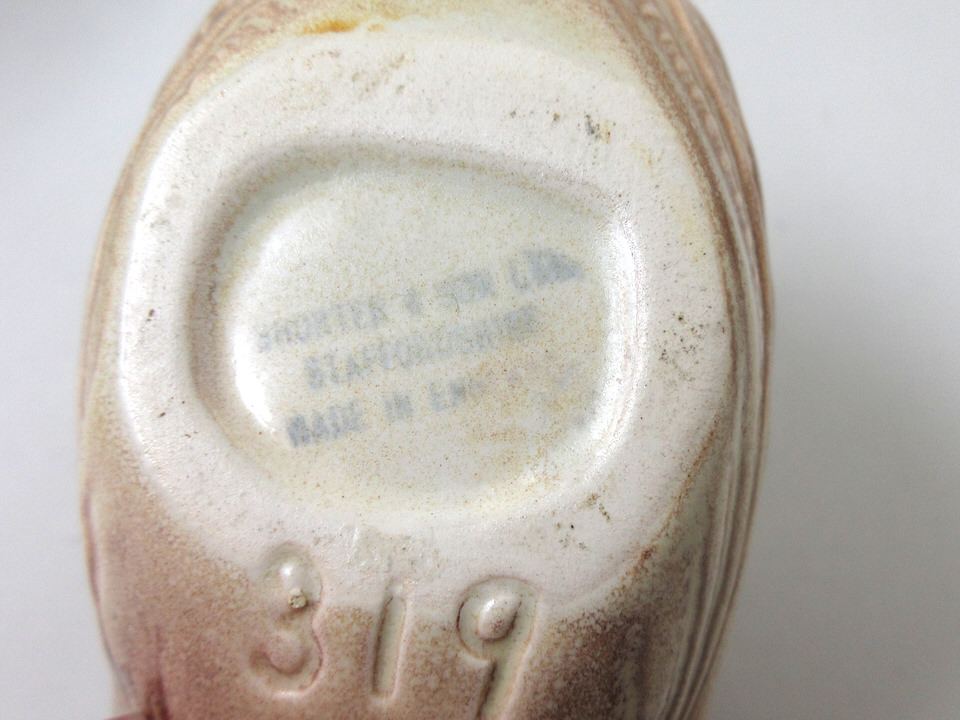 SHORTER & SON LTD.
STAFFORDSHIRE
MADE IN
319